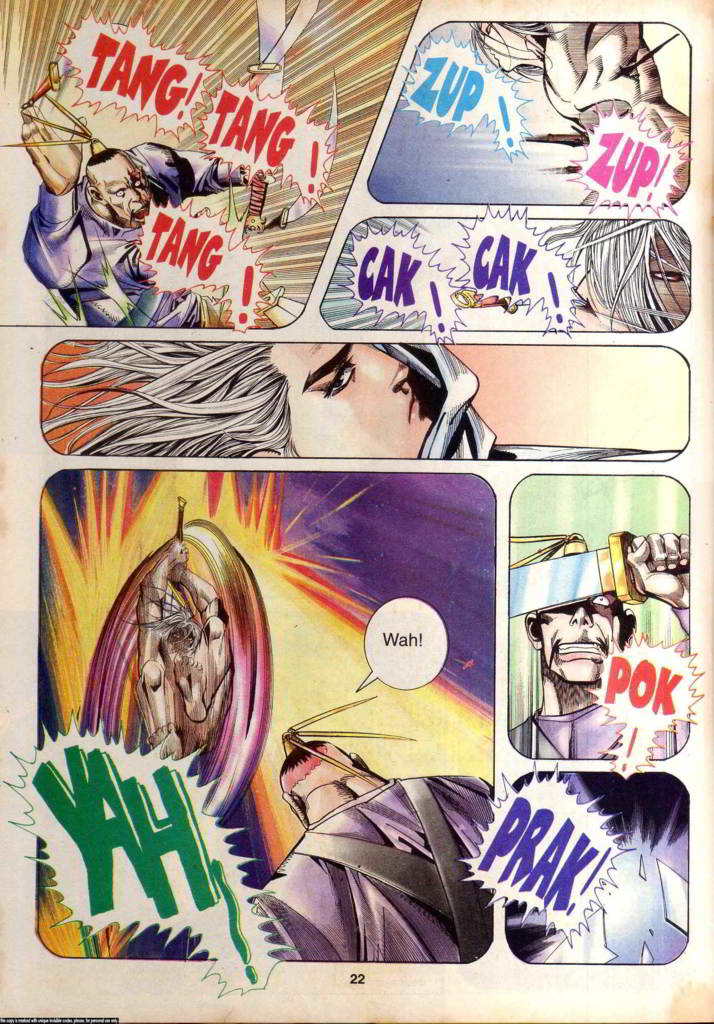 TANG!
TANG!
TANG!
ZUP!
ZUP!
CAK!
CAK!
Wah!
YAH!
POK!
PRAK!
22
this copy is marked with unique invisible codes, please, for personal use only